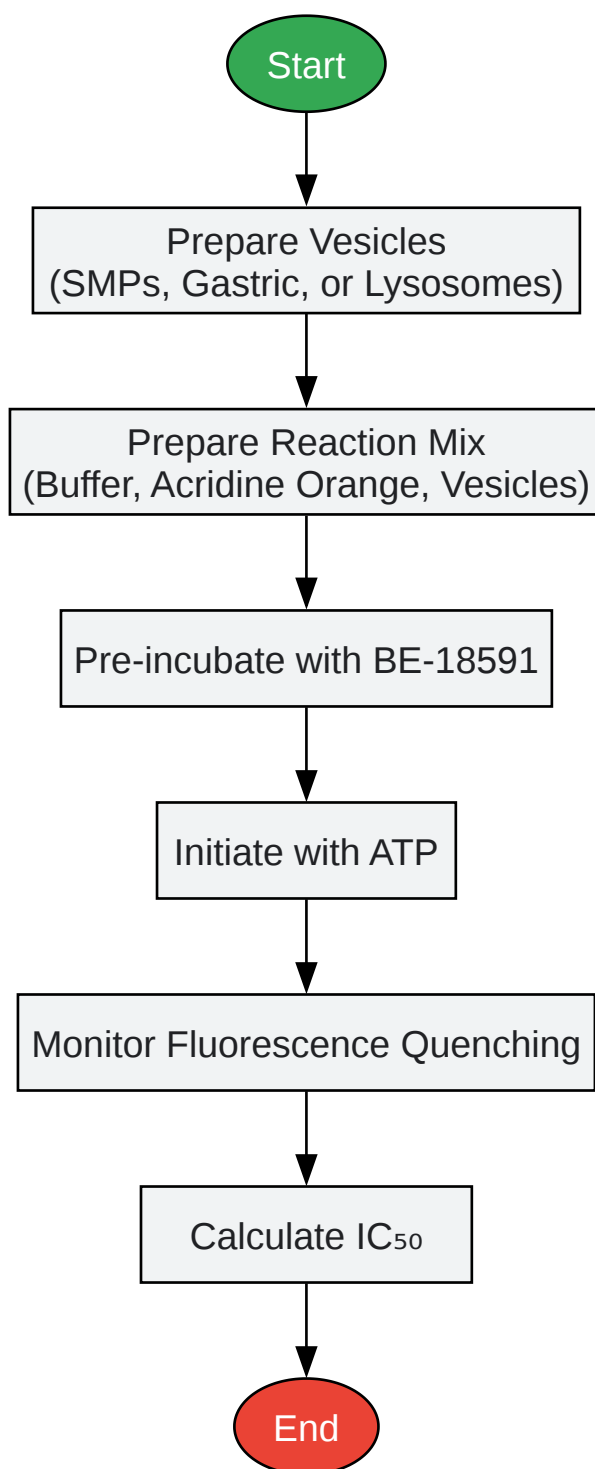 Start
Prepare Vesicles
(SMPs, Gastric, or Lysosomes)
Prepare Reaction Mix
(Buffer, Acridine Orange, Vesicles)
Pre-incubate with BE-18591
Initiate with ATP
Monitor Fluorescence Quenching
Calculate IC₅₀
End